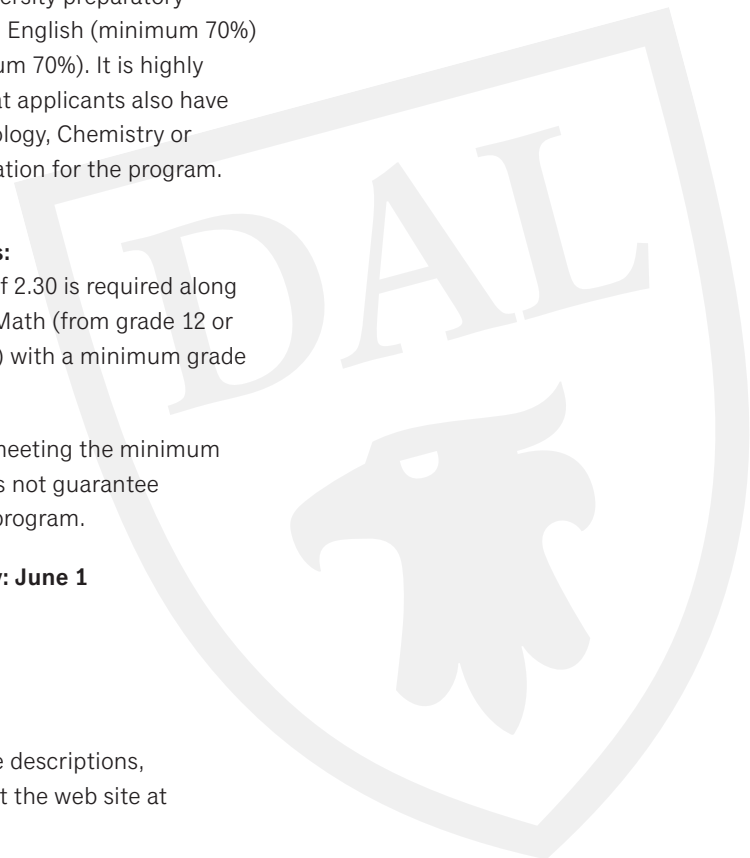 ersity preparatory
English (minimum 70%)
um 70%). It is highly
at applicants also have
ology, Chemistry or
ation for the program.
s:
f 2.30 is required along
Math (from grade 12 or
) with a minimum grade
meeting the minimum
s not guarantee
program.
y: June 1
e descriptions,
t the web site at
DAL